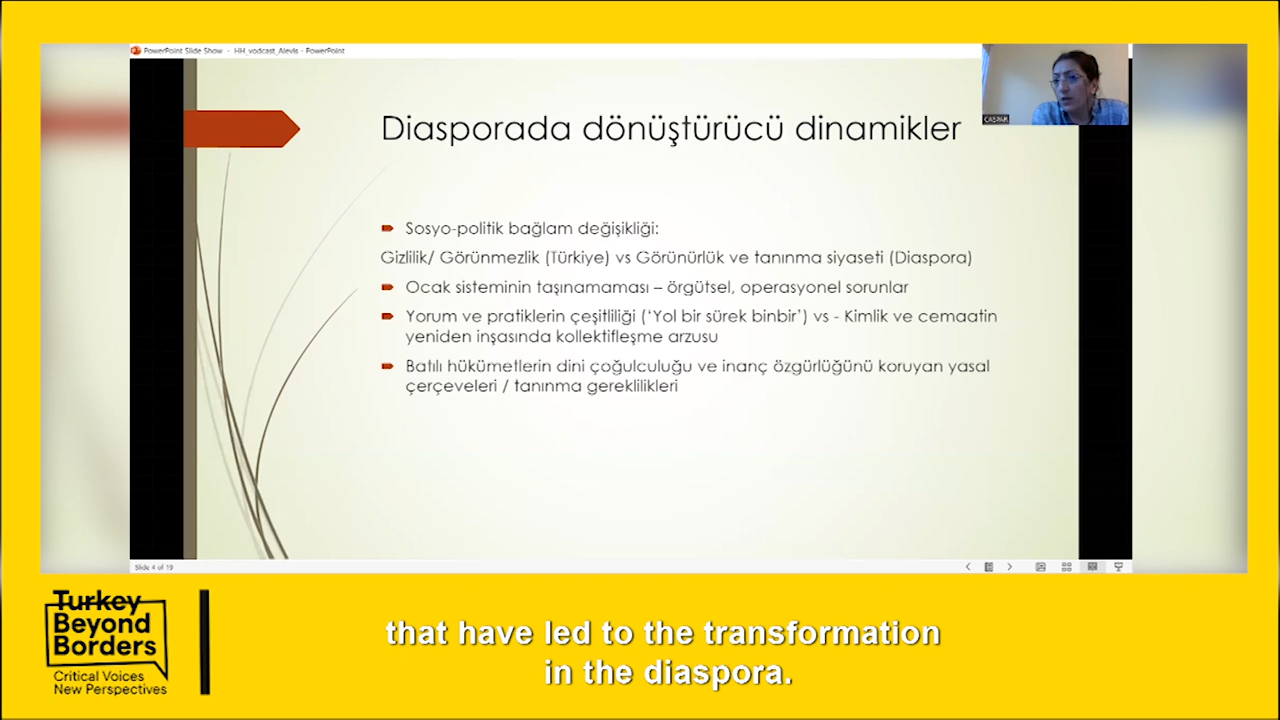 PowerPoint Slide Show - HH_vodcast_Alevis - PowerPoint
CASPAR
Diasporada dönüştürücü dinamikler
Sosyo-politik bağlam değişikliği:
Gizlilik/ Görünmezlik (Türkiye) vs Görünürlük ve tanınma siyaseti (Diaspora)
Ocak sisteminin taşınamaması – örgütsel, operasyonel sorunlar
Yorum ve pratiklerin çeşitliliği (‘Yol bir sürek binbir’) vs - Kimlik ve cemaatin
yeniden inşasında kollektifleşme arzusu
Batılı hükümetlerin dini çoğulculuğu ve inanç özgürlüğünü koruyan yasal
çerçeveleri / tanınma gereklilikleri
Slide 4 of 19
Turkey
Beyond
Borders
Critical Voices
New Perspectives
that have led to the transformation
in the diaspora.